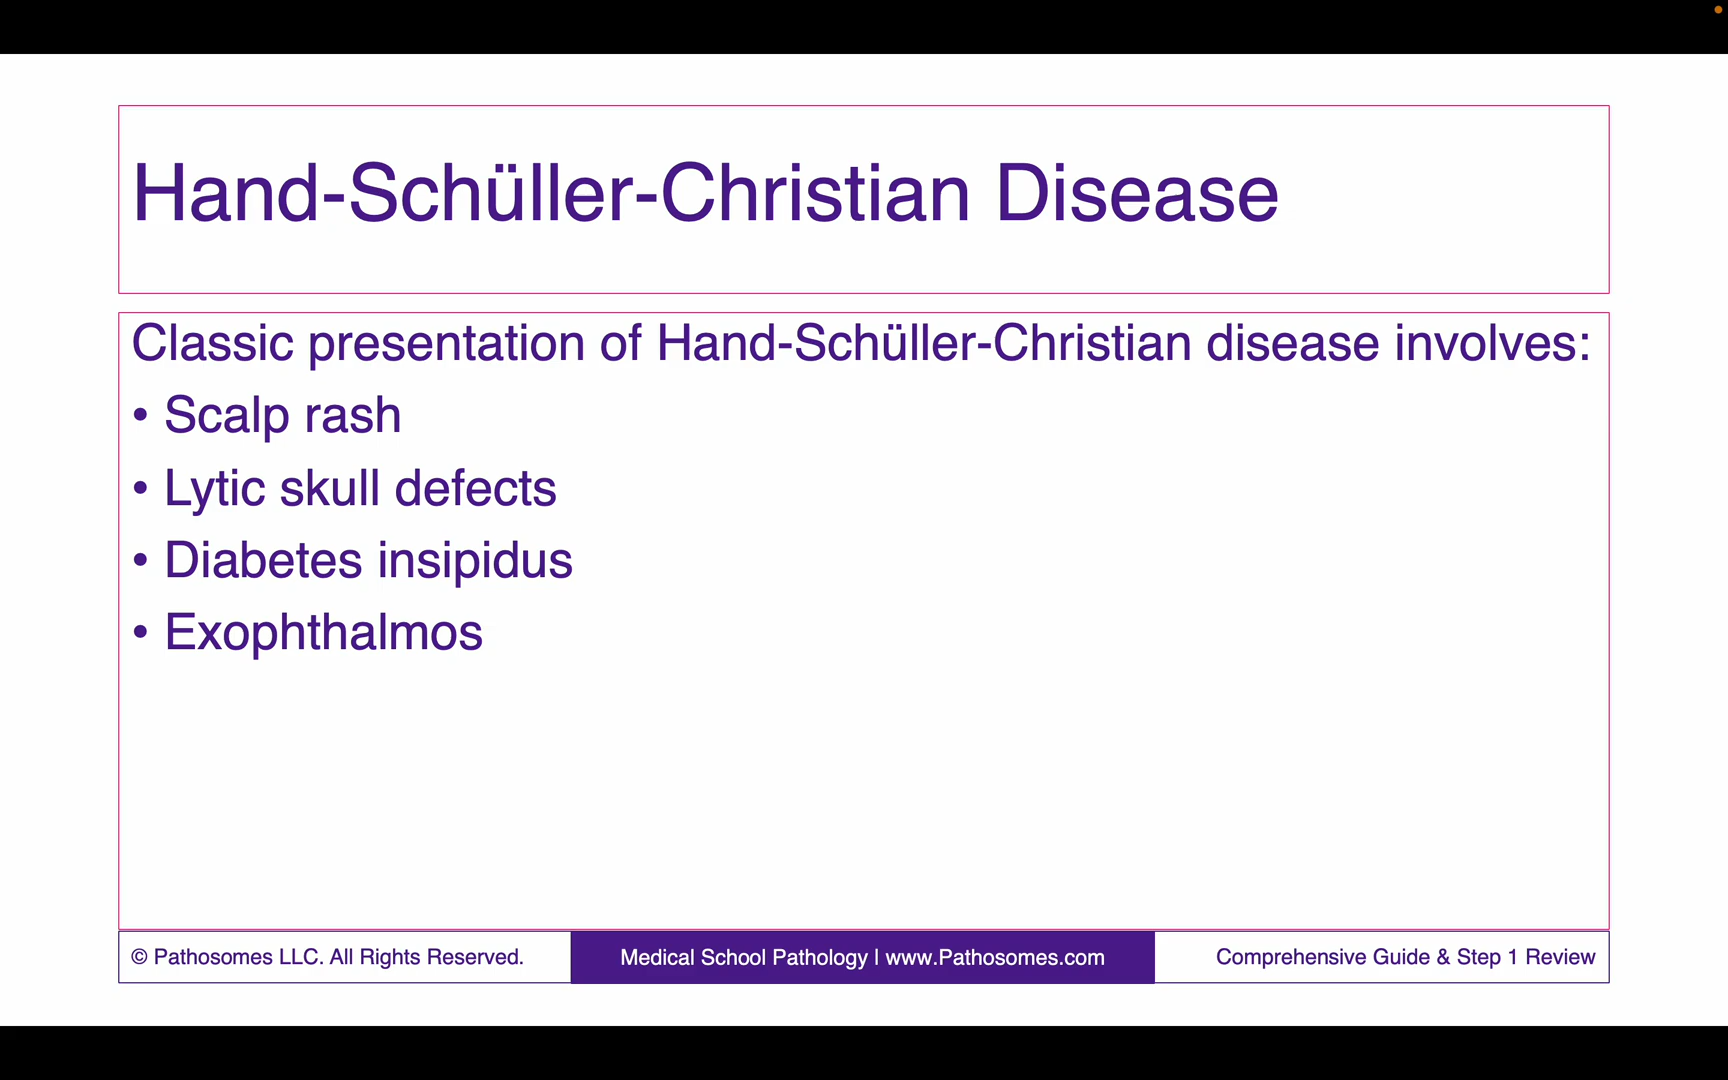 Hand-Schüller-Christian Disease
Classic presentation of Hand-Schüller-Christian disease involves:
• Scalp rash
• Lytic skull defects
• Diabetes insipidus
• Exophthalmos
© Pathosomes LLC. All Rights Reserved.
Medical School Pathology | www.Pathosomes.com
Comprehensive Guide & Step 1 Review